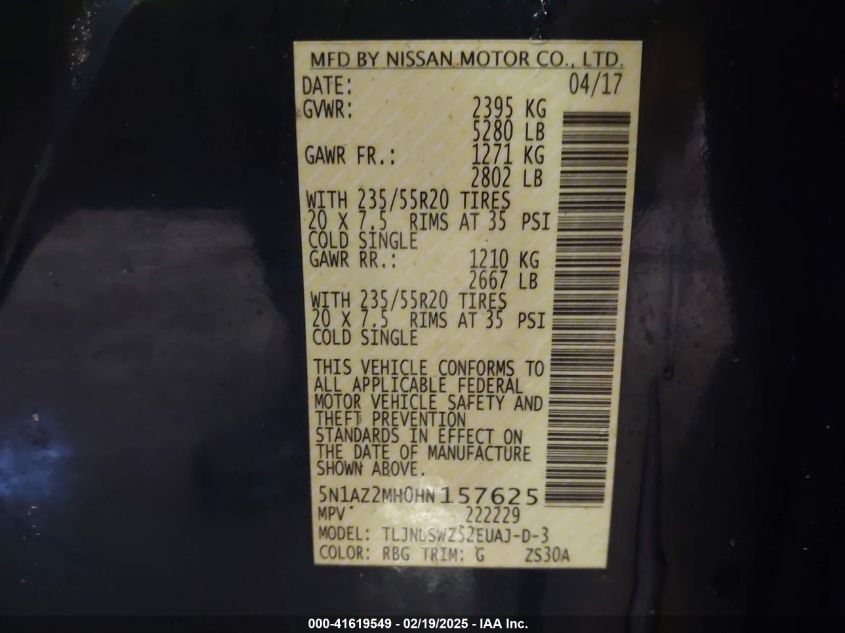 MFD BY NISSAN MOTOR CO., LTD.
DATE: 04/17
GVWR: 2395 KG
5280 LB
GAWR FR.: 1271 KG
2802 LB
WITH 235/55R20 TIRES
20 X 7.5 RIMS AT 35 PSI
COLD SINGLE
GAWR RR.: 1210 KG
2667 LB
WITH 235/55R20 TIRES
20 X 7.5 RIMS AT 35 PSI
COLD SINGLE
THIS VEHICLE CONFORMS TO
ALL APPLICABLE FEDERAL
MOTOR VEHICLE SAFETY AND
THEFT PREVENTION
STANDARDS IN EFFECT ON
THE DATE OF MANUFACTURE
SHOWN ABOVE.
5N1AZ2MH0HN157625
MPV 222229
MODEL: TLJNLSWZ52EUAJ-D-3
COLOR: RBG TRIM: G ZS30A
000-41619549 - 02/19/2025 - IAA Inc.